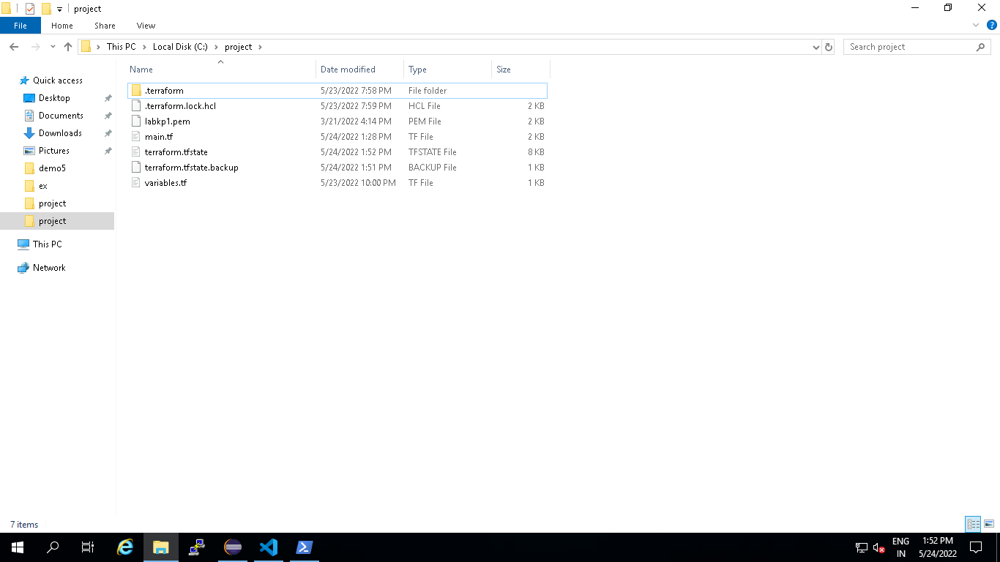 project
File Home Share View
This PC Local Disk (C:) project
Search project
Name Date modified Type Size
Quick access
Desktop
Documents
Downloads
Pictures
demo5
ex
project
project
This PC
Network
.terraform 5/23/2022 7:58 PM File folder
.terraform.lock.hcl 5/23/2022 7:59 PM HCL File 2 KB
labkp1.pem 3/21/2022 4:14 PM PEM File 2 KB
main.tf 5/24/2022 1:28 PM TF File 2 KB
terraform.tfstate 5/24/2022 1:52 PM TFSTATE File 8 KB
terraform.tfstate.backup 5/24/2022 1:51 PM BACKUP File 1 KB
variables.tf 5/23/2022 10:00 PM TF File 1 KB
7 items
ENG 1:52 PM
IN 5/24/2022